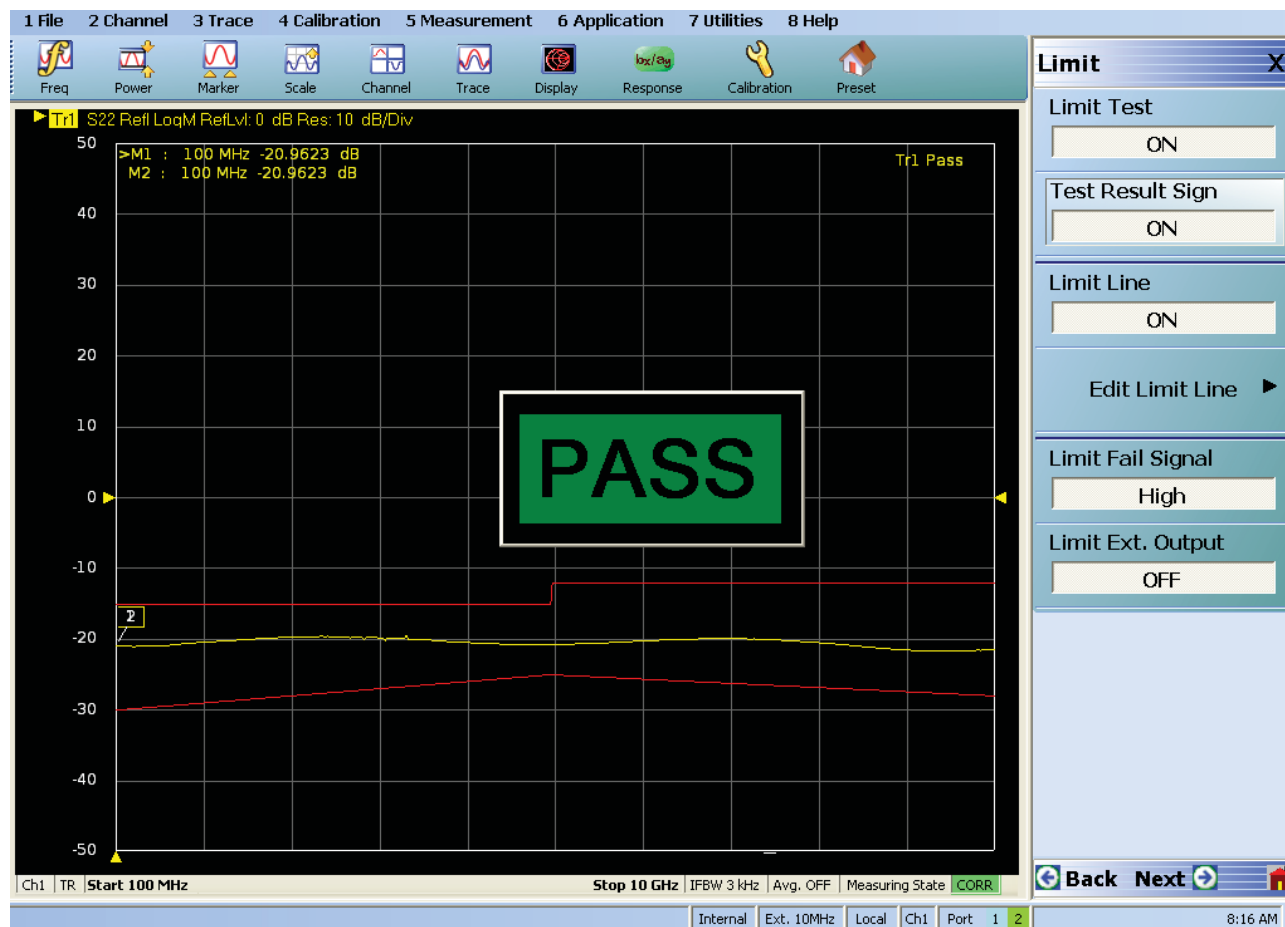 1 File 2 Channel 3 Trace 4 Calibration 5 Measurement 6 Application 7 Utilities 8 Help
Freq Power Marker Scale Channel Trace Display bx/ay Response Calibration Preset
Tr1 S22 Refl LogM RefLvl: 0 dB Res: 10 dB/Div
>M1 : 100 MHz -20.9623 dB
M2 : 100 MHz -20.9623 dB
Tr1 Pass
50
40
30
20
10
0
-10
-20
-30
-40
-50
PASS
2
Ch1 TR Start 100 MHz Stop 10 GHz IFBW 3 kHz Avg. OFF Measuring State CORR
Limit X
Limit Test
ON
Test Result Sign
ON
Limit Line
ON
Edit Limit Line
Limit Fail Signal
High
Limit Ext. Output
OFF
Back Next
Internal Ext. 10MHz Local Ch1 Port 1 2 8:16 AM